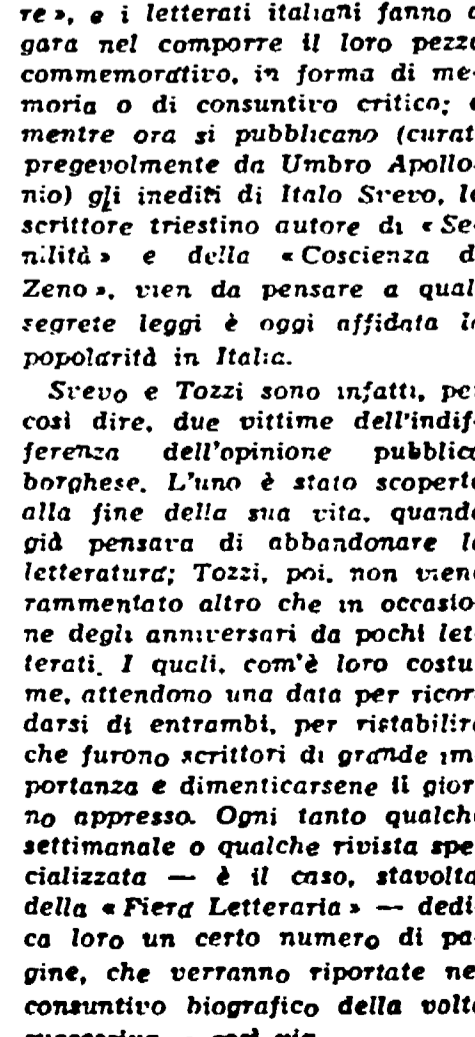 re», e i letterati italiani fanno a
gara nel comporre il loro pezzo
commemorativo, in forma di me-
moria o di consuntivo critico; e
mentre ora si pubblicano (curati
pregevolmente da Umbro Apollo-
nio) gli inediti di Italo Svevo, lo
scrittore triestino autore di «Se-
nilità» e della «Coscienza di
Zeno», vien da pensare a quali
segrete leggi è oggi affidata la
popolarità in Italia.
Svevo e Tozzi sono infatti, per
così dire, due vittime dell'indif-
ferenza dell'opinione pubblica
borghese. L'uno è stato scoperto
alla fine della sua vita, quando
già pensava di abbandonare la
letteratura; Tozzi, poi, non viene
rammentato altro che in occasio-
ne degli anniversari da pochi let-
terati. I quali, com'è loro costu-
me, attendono una data per ricor-
darsi di entrambi, per ristabilire
che furono scrittori di grande im-
portanza e dimenticarsene il gior-
no appresso. Ogni tanto qualche
settimanale o qualche rivista spe-
cializzata — è il caso, stavolta,
della «Fiera Letteraria» — dedi-
ca loro un certo numero di pa-
gine, che verranno riportate nel
consuntivo biografico della volta